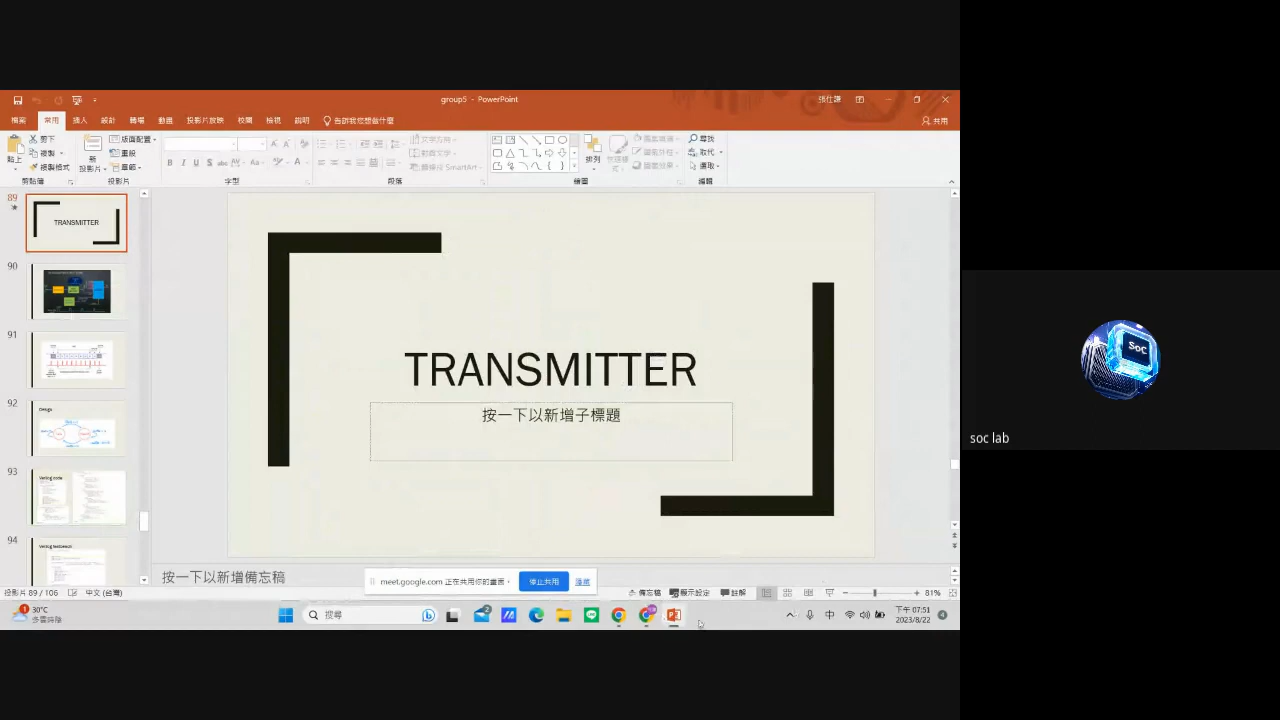 group5 - PowerPoint
張仕諺
檔案 常用 插入 設計 轉場 動畫 投影片放映 校閱 檢視 說明 告訴我您想做什麼 共用
貼上 剪下 複製 複製格式
新投影片 版面配置 重設 章節
排列 尋找 取代 選取
剪貼簿 投影片 字型 段落 繪圖 編輯
89
TRANSMITTER
90
91
92
Design
93
Verilog code
94
Verilog testbench
TRANSMITTER
按一下以新增子標題
按一下以新增備忘稿
meet.google.com 正在共用你的畫面。 停止共用 隱藏
投影片 89 / 106 中文 (台灣) 備忘稿 顯示設定 註解 81%
1 30°C
多雲時陰
搜尋
中
下午 07:51
2023/8/22
4
SoC
soc lab